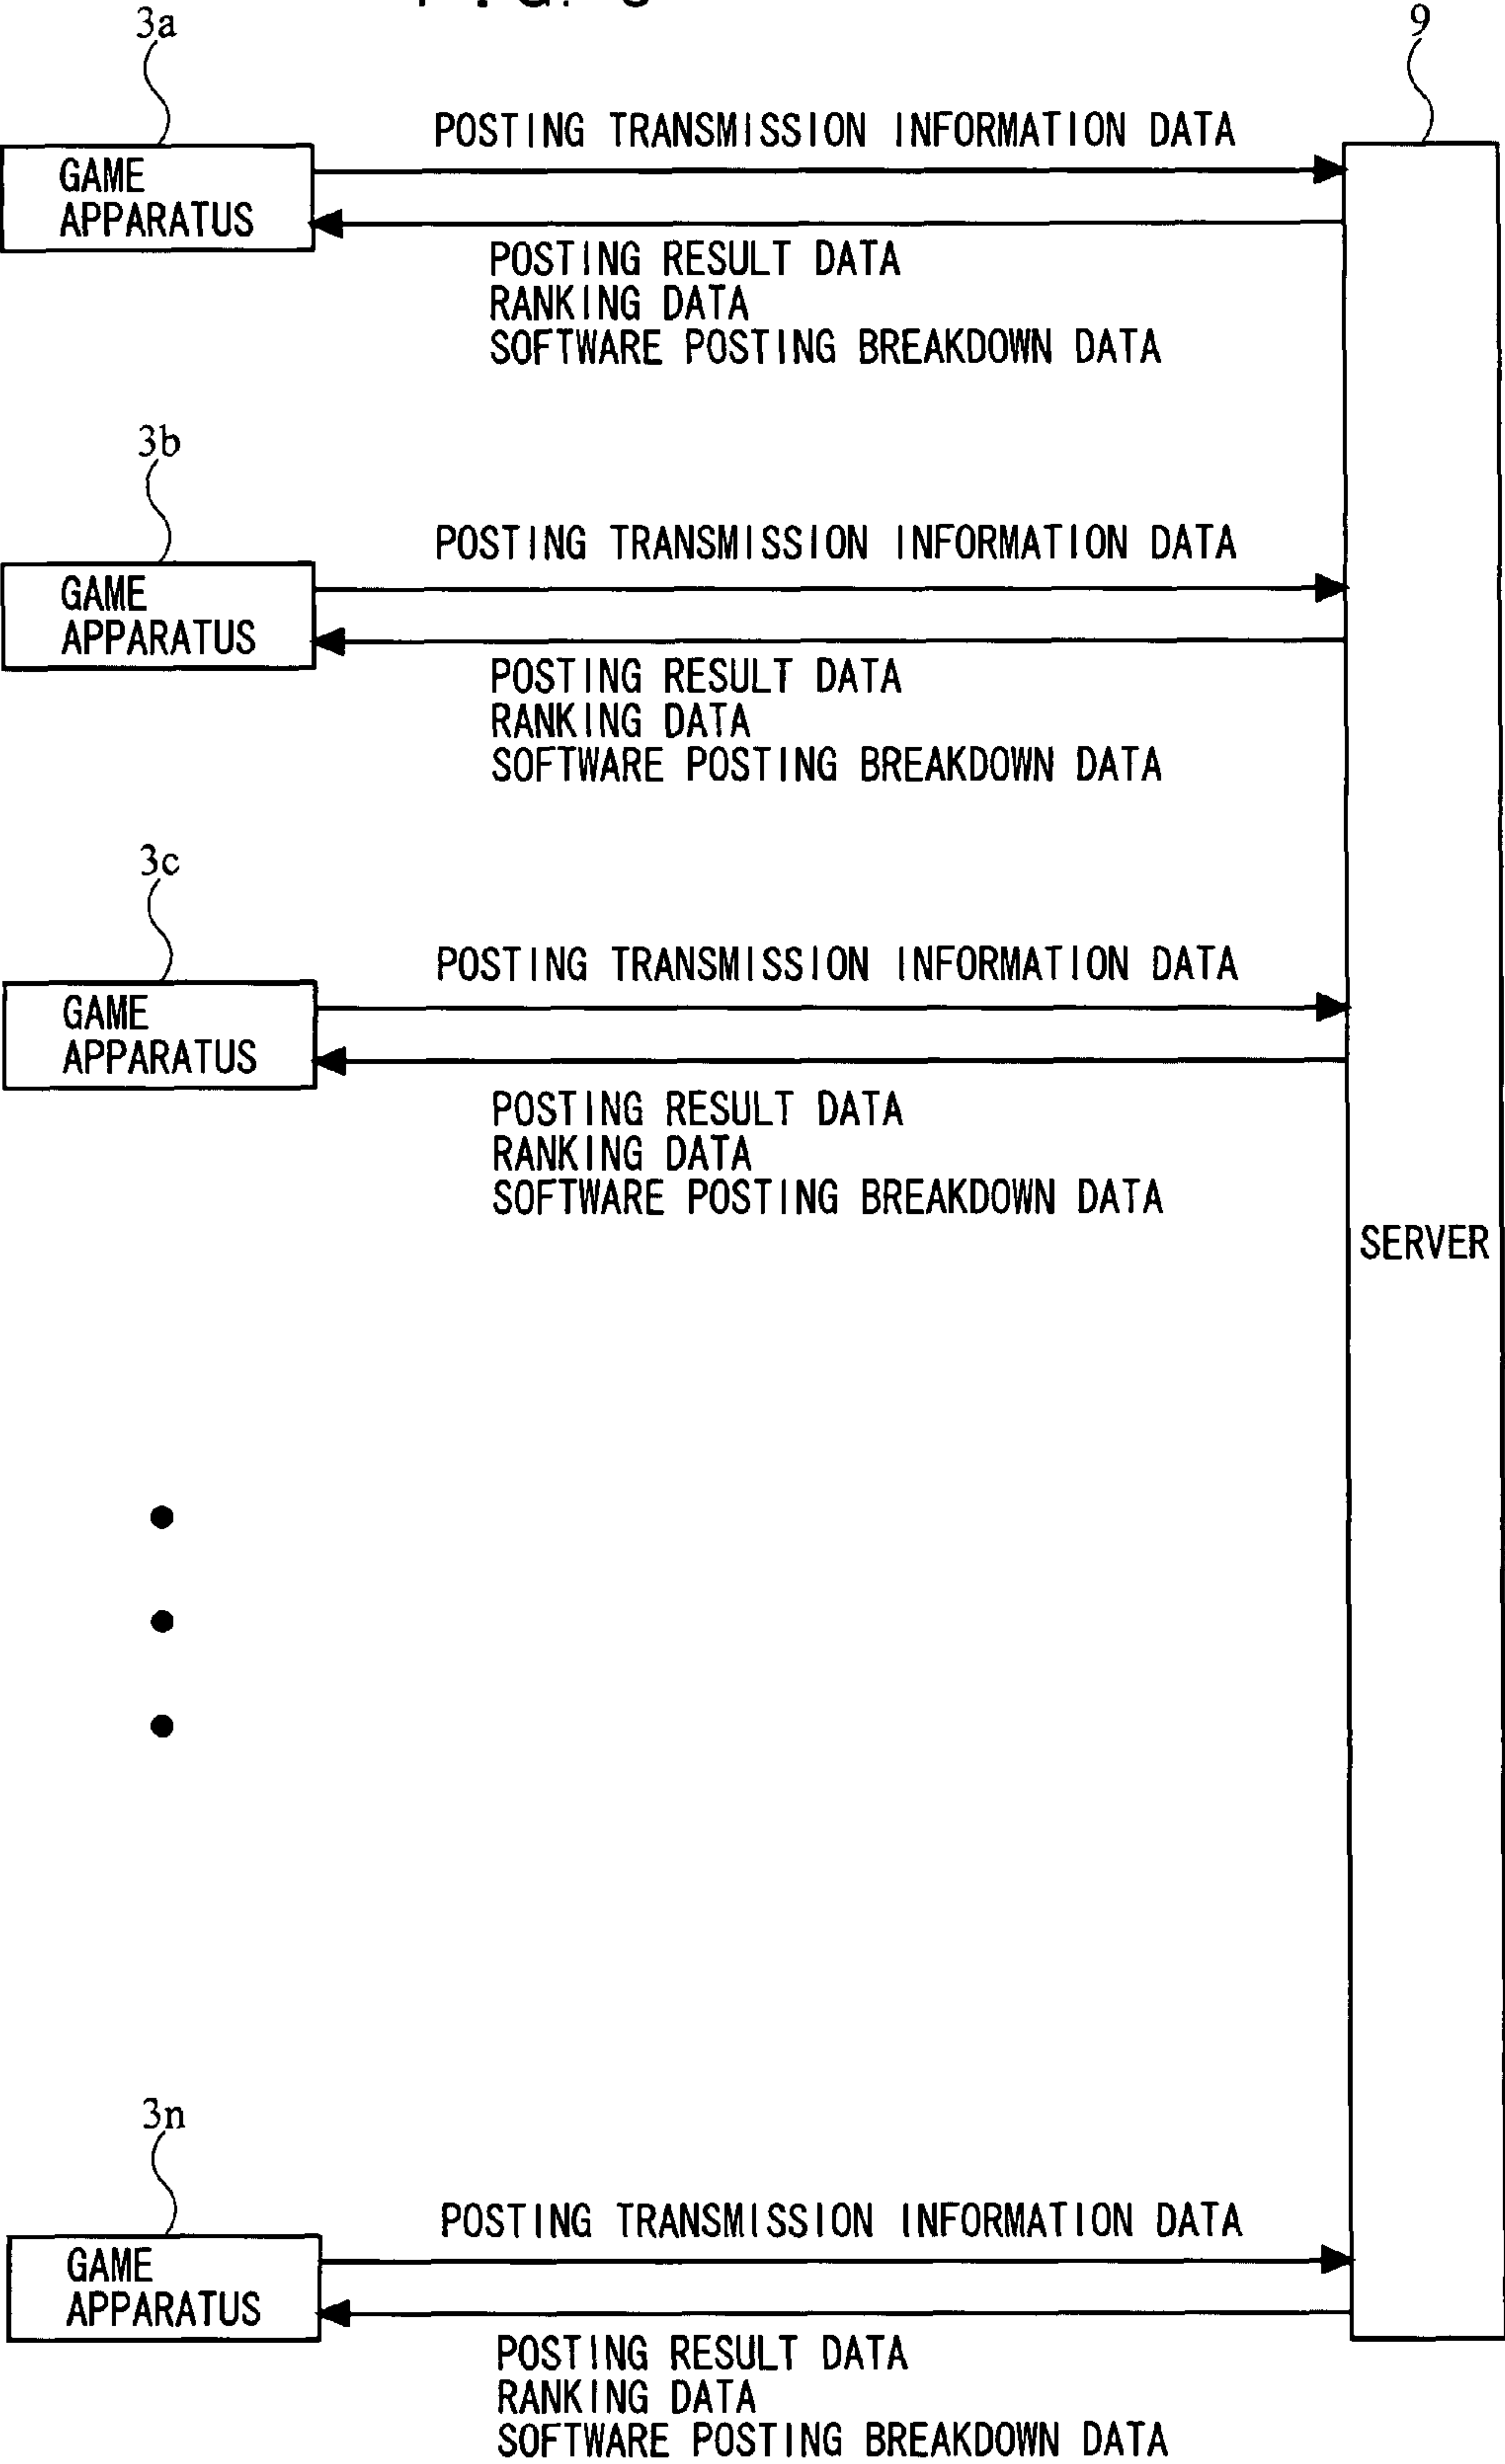 3a
9
POSTING TRANSMISSION INFORMATION DATA
GAME
APPARATUS
POSTING RESULT DATA
RANKING DATA
SOFTWARE POSTING BREAKDOWN DATA
3b
POSTING TRANSMISSION INFORMATION DATA
GAME
APPARATUS
POSTING RESULT DATA
RANKING DATA
SOFTWARE POSTING BREAKDOWN DATA
3c
POSTING TRANSMISSION INFORMATION DATA
GAME
APPARATUS
POSTING RESULT DATA
RANKING DATA
SOFTWARE POSTING BREAKDOWN DATA
SERVER
3n
POSTING TRANSMISSION INFORMATION DATA
GAME
APPARATUS
POSTING RESULT DATA
RANKING DATA
SOFTWARE POSTING BREAKDOWN DATA